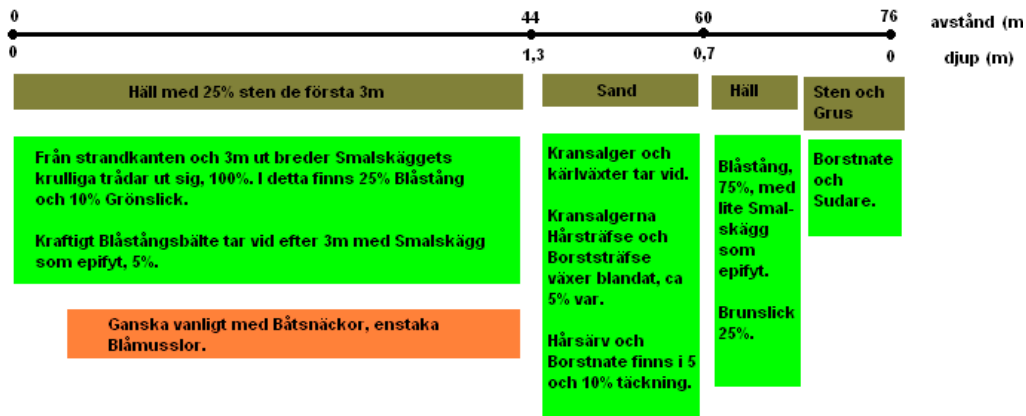 0 44 60 76 avstånd (m
0 1,3 0,7 0 djup (m)
Häll med 25% sten de första 3m
Sand
Häll
Sten och
Grus
Från strandkanten och 3m ut breder Smalskäggets
krulliga trådar ut sig, 100%. I detta finns 25% Blåstång
och 10% Grönslick.
Kraftigt Blåstångsbälte tar vid efter 3m med Smalskägg
som epifyt, 5%.
Ganska vanligt med Båtsnäckor, enstaka
Blåmusslor.
Kransalger och
kärlväxter tar vid.
Kransalgerna
Hårsträfse och
Borststräfse
växer blandat, ca
5% var.
Hårsärv och
Borstnate finns i 5
och 10% täckning.
Blåstång,
75%, med
lite Smal-
skägg
som
epifyt.
Brunslick
25%.
Borstnate
och
Sudare.